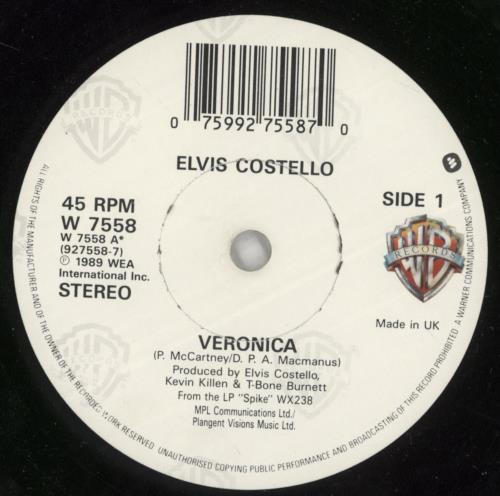 0 75992 75587 0
ELVIS COSTELLO
45 RPM
W 7558
W 7558 A*
(927558-7)
℗ 1989 WEA
International Inc.
STEREO
SIDE 1
WB
RECORDS
Made in UK
VERONICA
(P. McCartney/D. P. A. Macmanus)
Produced by Elvis Costello,
Kevin Killen & T-Bone Burnett
From the LP "Spike" WX238
MPL Communications Ltd./
Plangent Visions Music Ltd.
ALL RIGHTS OF THE MANUFACTURER AND OF THE OWNER OF THE RECORDED WORK RESERVED UNAUTHORISED COPYING PUBLIC PERFORMANCE AND BROADCASTING OF THIS RECORD PROHIBITED A WARNER COMMUNICATIONS COMPANY